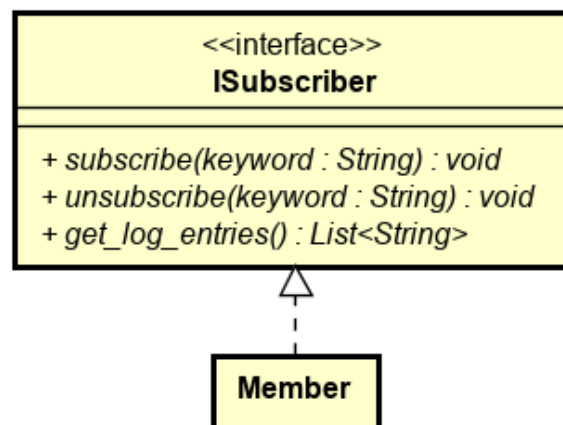 <<interface>>
ISubscriber
+ subscribe(keyword : String) : void
+ unsubscribe(keyword : String) : void
+ get_log_entries() : List<String>
Member